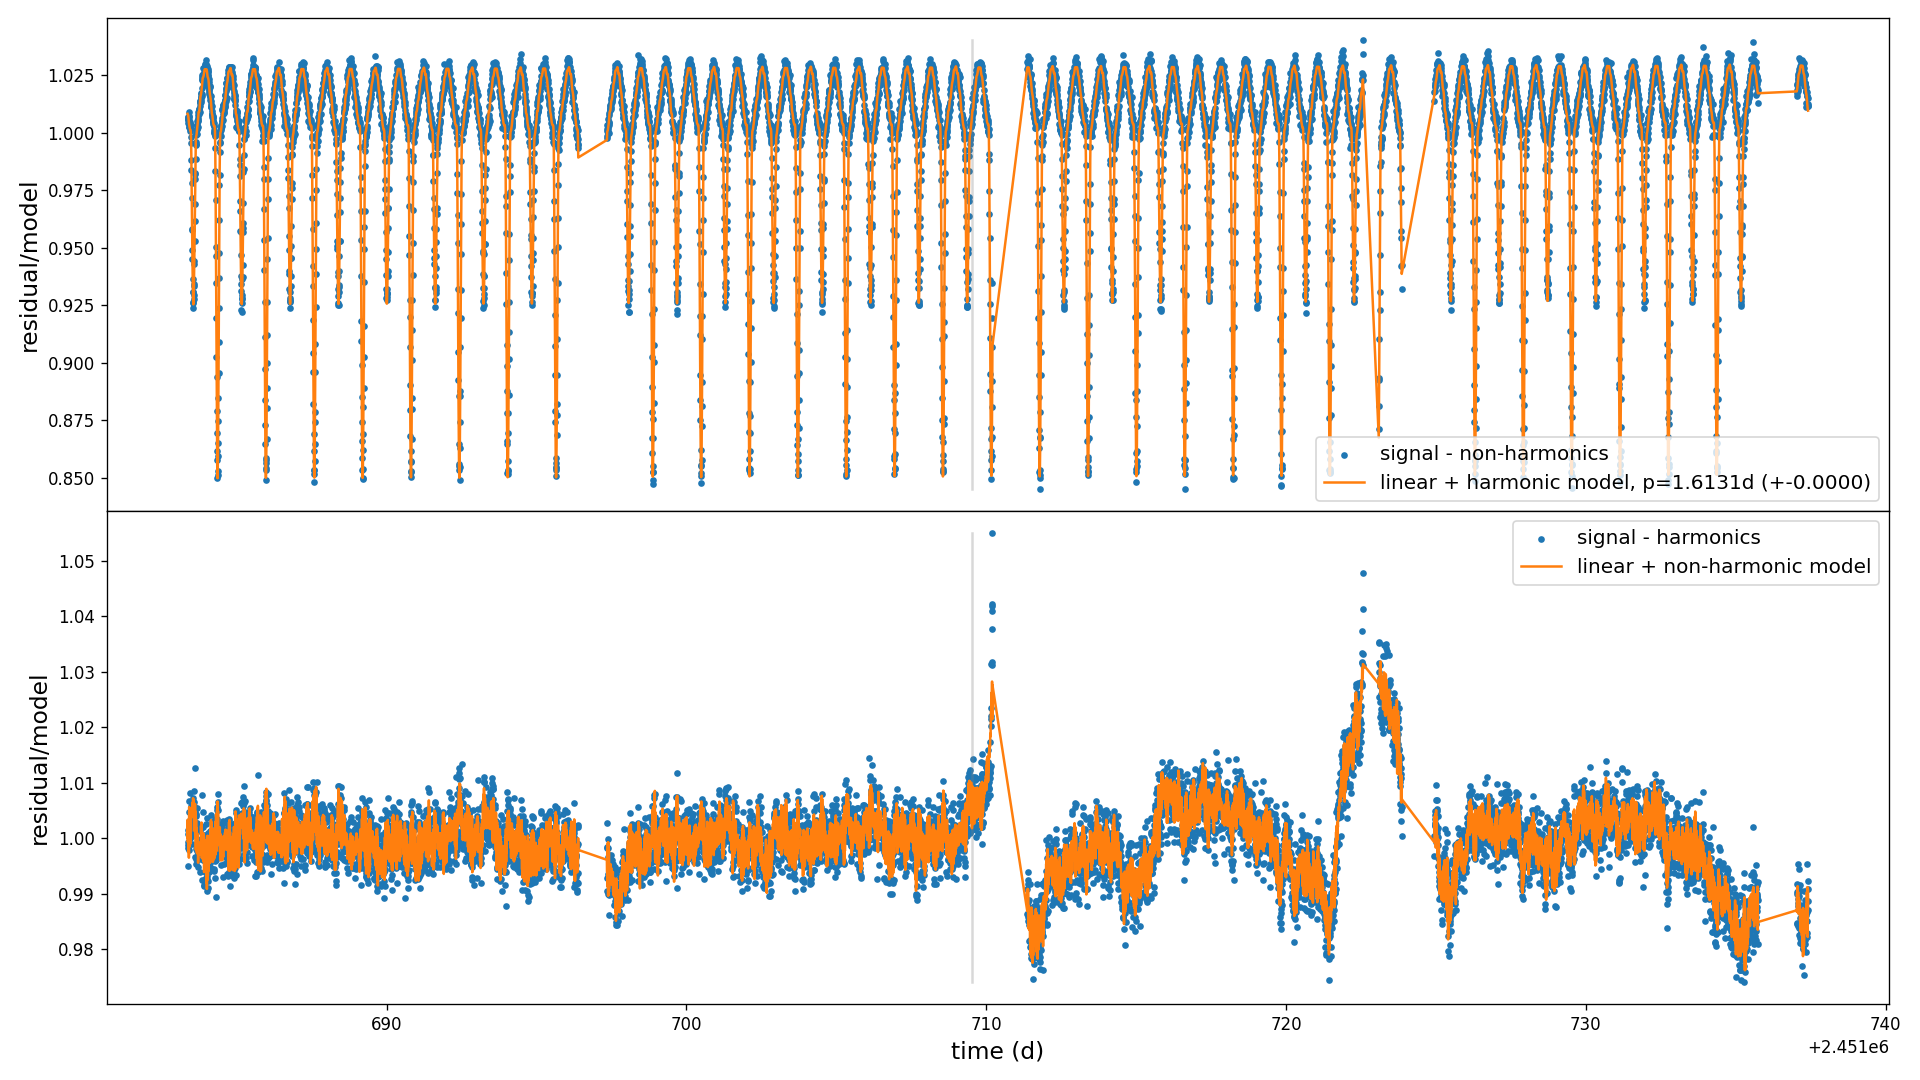 residual/model
1.025
1.000
0.975
0.950
0.925
0.900
0.875
0.850
signal - non-harmonics
linear + harmonic model, p=1.6131d (+-0.0000)
residual/model
1.05
1.04
1.03
1.02
1.01
1.00
0.99
0.98
signal - harmonics
linear + non-harmonic model
690
700
710
720
730
740
time (d)
+2.451e6